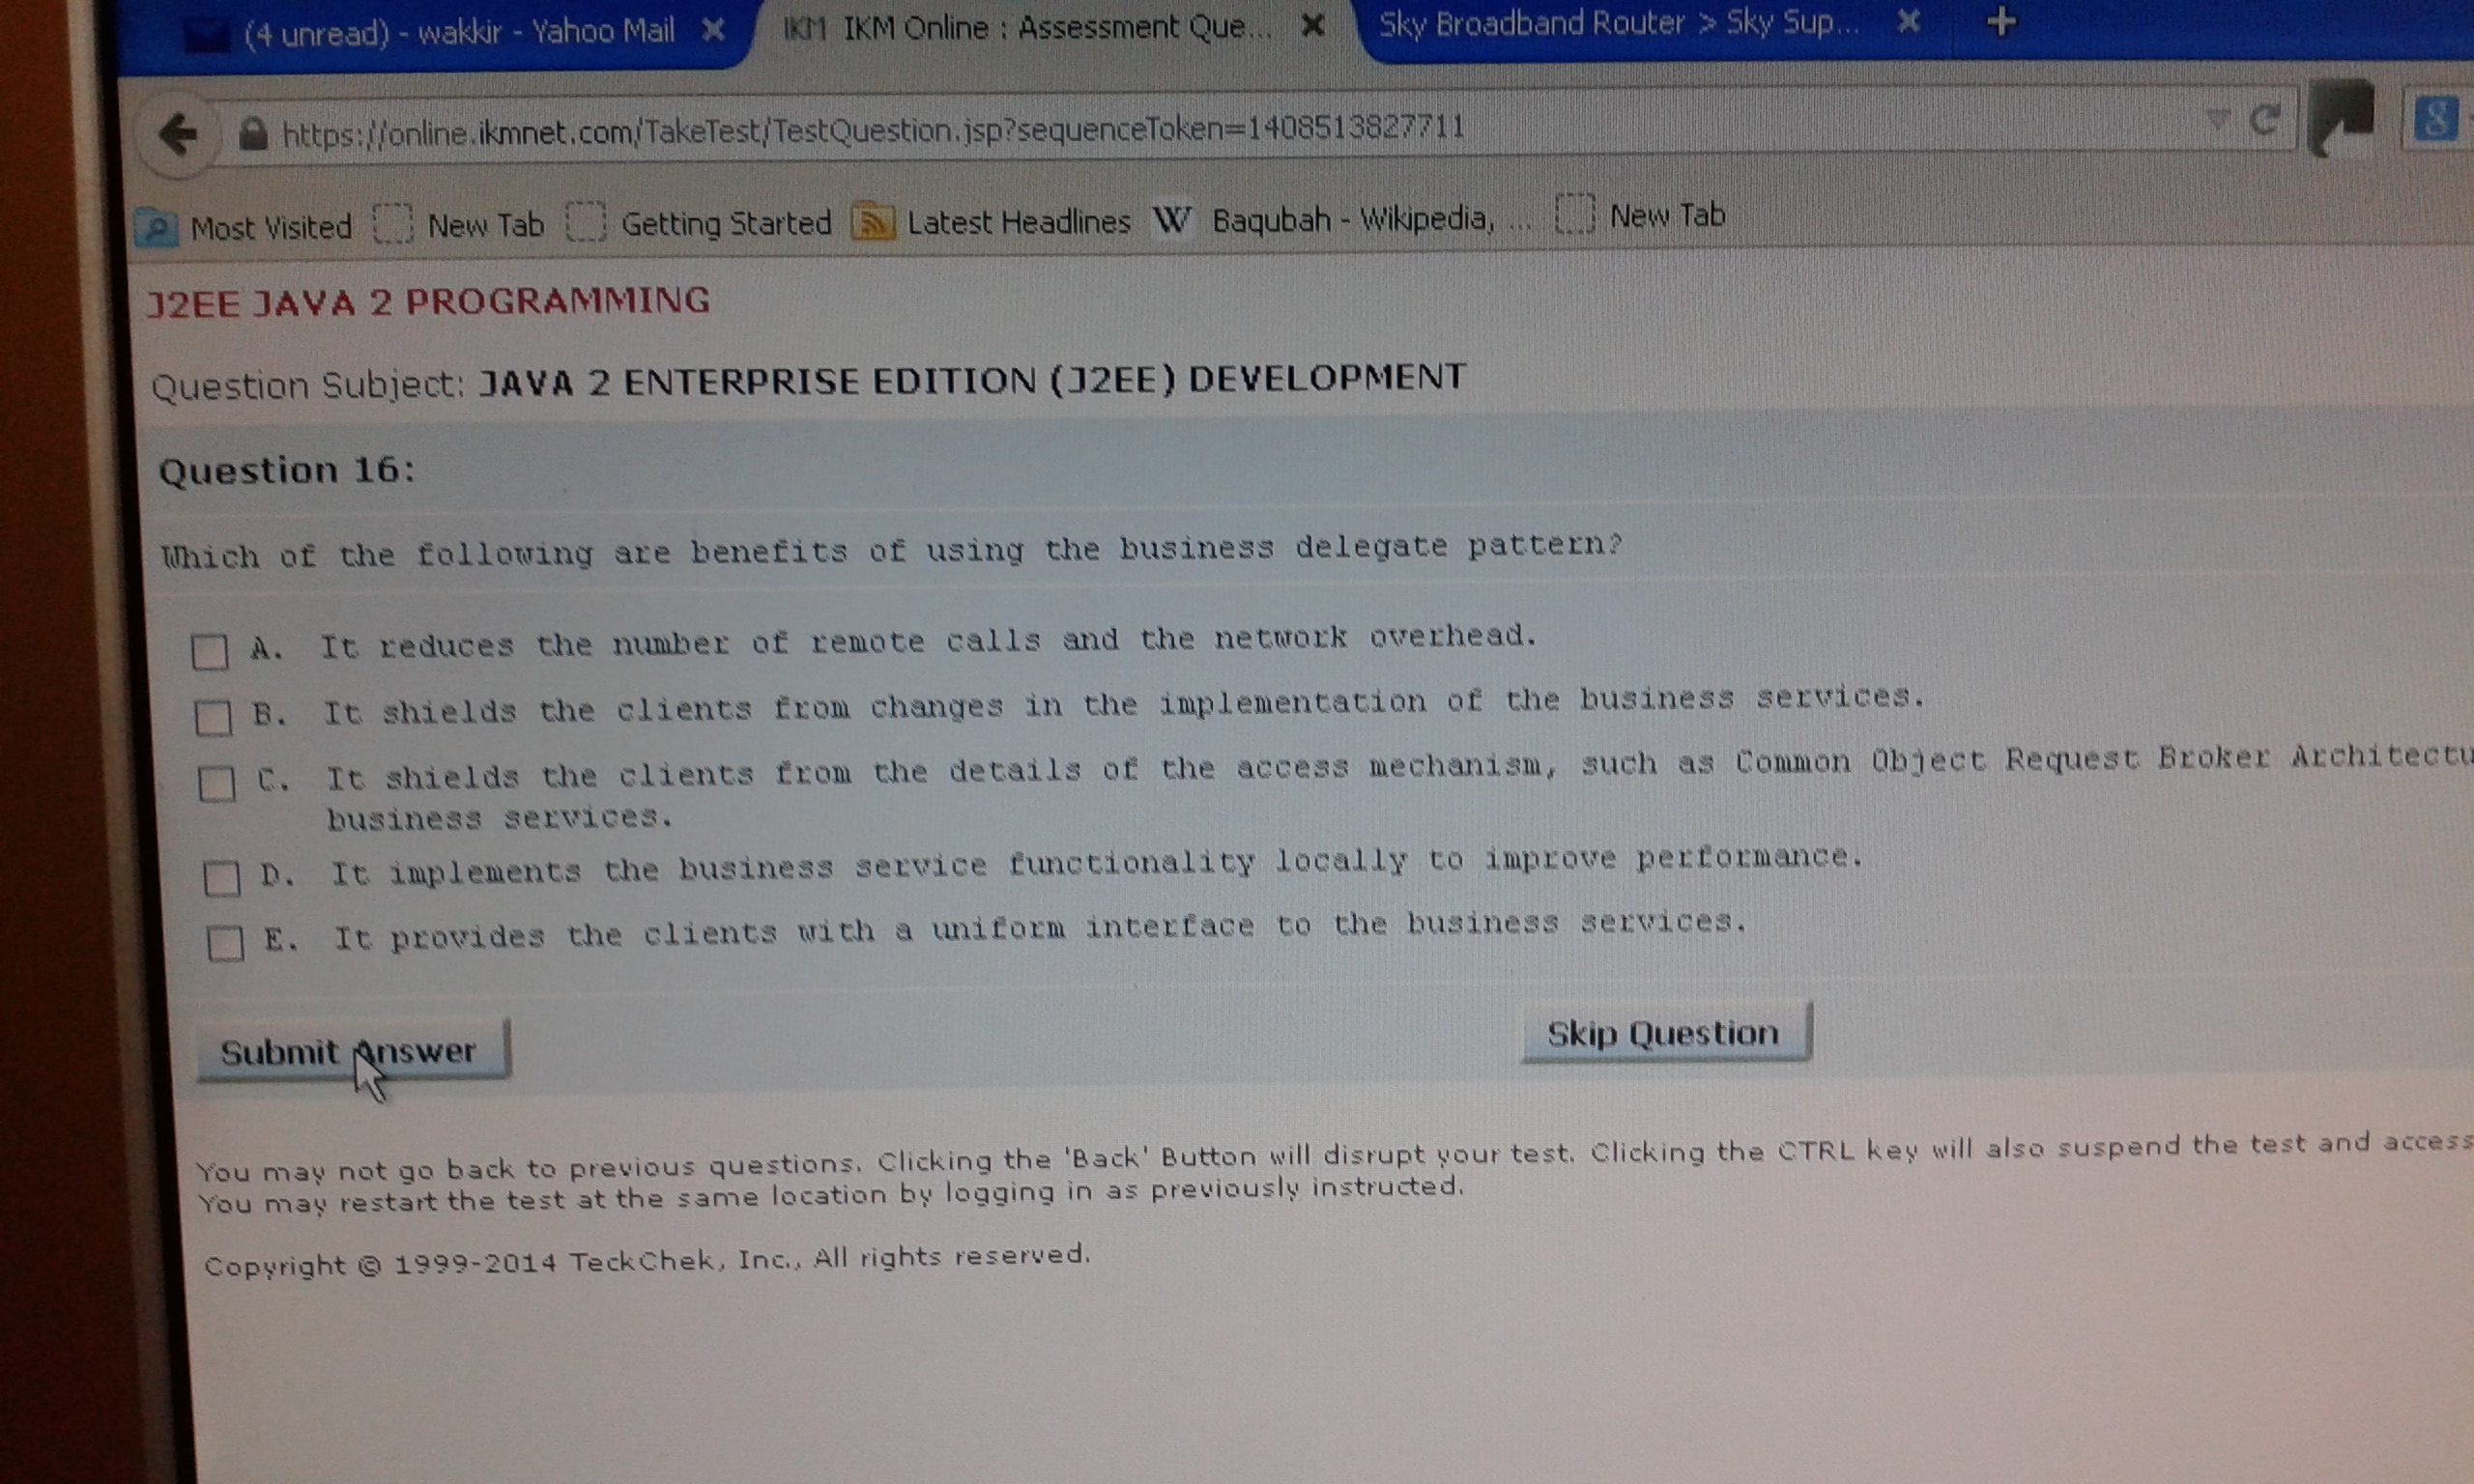 (4 unread) - wakkir - Yahoo Mail
IKM IKM Online : Assessment Que...
Sky Broadband Router > Sky Sup...
https://online.ikmnet.com/TakeTest/TestQuestion.jsp?sequenceToken=1408513827711
Most Visited New Tab Getting Started Latest Headlines W Baqubah - Wikipedia, ... New Tab
J2EE JAVA 2 PROGRAMMING
Question Subject: JAVA 2 ENTERPRISE EDITION (J2EE) DEVELOPMENT
Question 16:
Which of the following are benefits of using the business delegate pattern?
A. It reduces the number of remote calls and the network overhead.
B. It shields the clients from changes in the implementation of the business services.
C. It shields the clients from the details of the access mechanism, such as Common Object Request Broker Architectu
business services.
D. It implements the business service functionality locally to improve performance.
E. It provides the clients with a uniform interface to the business services.
Submit Answer Skip Question
You may not go back to previous questions. Clicking the 'Back' Button will disrupt your test. Clicking the CTRL key will also suspend the test and access
You may restart the test at the same location by logging in as previously instructed.
Copyright © 1999-2014 TeckChek, Inc., All rights reserved.